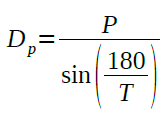 D_p = P / sin(180 / T)